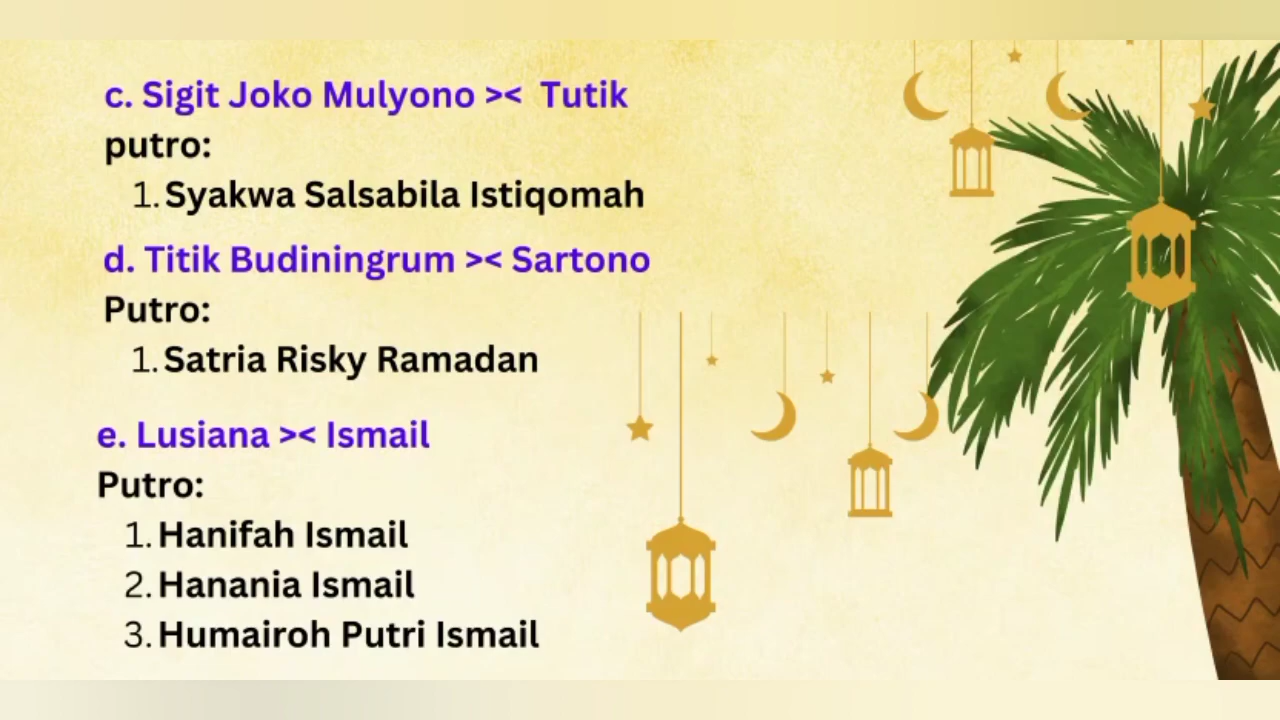 c. Sigit Joko Mulyono >< Tutik
putro:
1. Syakwa Salsabila Istiqomah
d. Titik Budiningrum >< Sartono
Putro:
1. Satria Risky Ramadan
e. Lusiana >< Ismail
Putro:
1. Hanifah Ismail
2. Hanania Ismail
3. Humairoh Putri Ismail